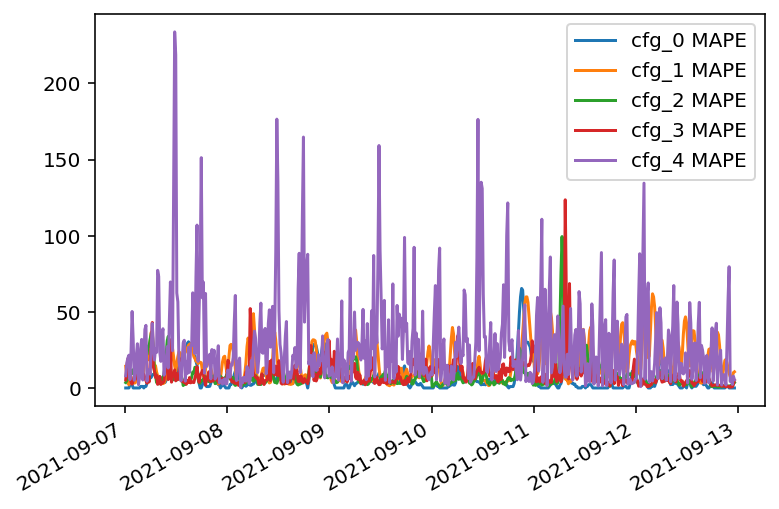 cfg_0 MAPE
cfg_1 MAPE
cfg_2 MAPE
cfg_3 MAPE
cfg_4 MAPE
200
150
100
50
0
2021-09-07
2021-09-08
2021-09-09
2021-09-10
2021-09-11
2021-09-12
2021-09-13